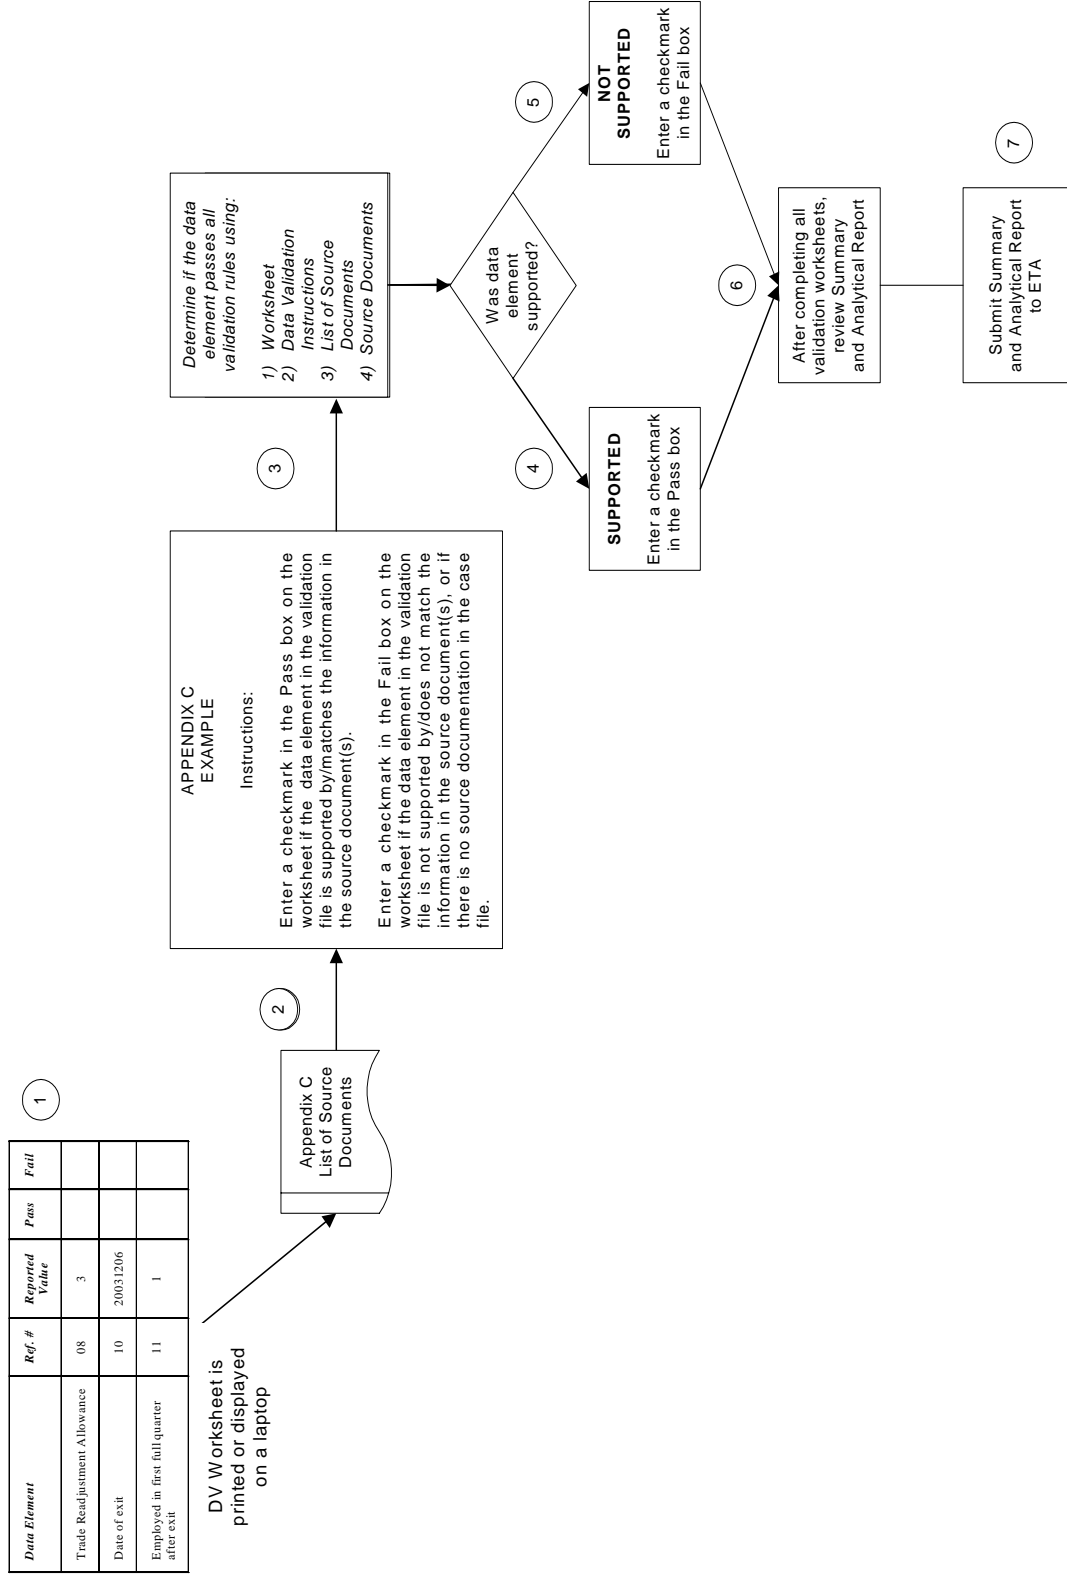 Data Element Ref. # Reported Value Pass Fail
Trade Readjustment Allowance 08 3
Date of exit 10 20031206
Employed in first full quarter
after exit 11 1
1
DV Worksheet is
printed or displayed
on a laptop
Appendix C
List of Source
Documents
2
APPENDIX C
EXAMPLE
Instructions:
Enter a checkmark in the Pass box on the
worksheet if the data element in the validation
file is supported by/matches the information in
the source document(s).
Enter a checkmark in the Fail box on the
worksheet if the data element in the validation
file is not supported by/does not match the
information in the source document(s), or if
there is no source documentation in the case
file.
3
Determine if the data
element passes all
validation rules using:
1) Worksheet
2) Data Validation
Instructions
3) List of Source
Documents
4) Source Documents
Was data
element
supported?
4
SUPPORTED
Enter a checkmark
in the Pass box
5
NOT
SUPPORTED
Enter a checkmark
in the Fail box
6
After completing all
validation worksheets,
review Summary
and Analytical Report
7
Submit Summary
and Analytical Report
to ETA